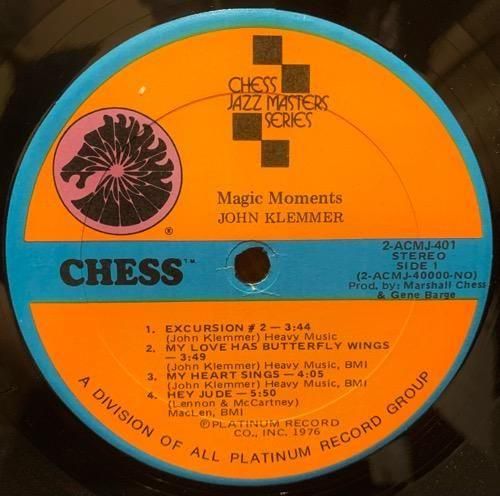 CHESS
JAZZ MASTERS
SERIES
®
Magic Moments
JOHN KLEMMER
CHESS™
2-ACMJ-401
STEREO
SIDE 1
(2-ACMJ-40000-NO)
Prod. by: Marshall Chess
& Gene Barge
1. EXCURSION # 2 — 3:44
(John Klemmer) Heavy Music
2. MY LOVE HAS BUTTERFLY WINGS
— 3:49
(John Klemmer) Heavy Music, BMI
3. MY HEART SINGS — 4:05
(John Klemmer) Heavy Music, BMI
4. HEY JUDE — 5:50
(Lennon & McCartney)
MacLen, BMI
℗PLATINUM RECORD
CO., INC. 1976
A DIVISION OF ALL PLATINUM RECORD GROUP